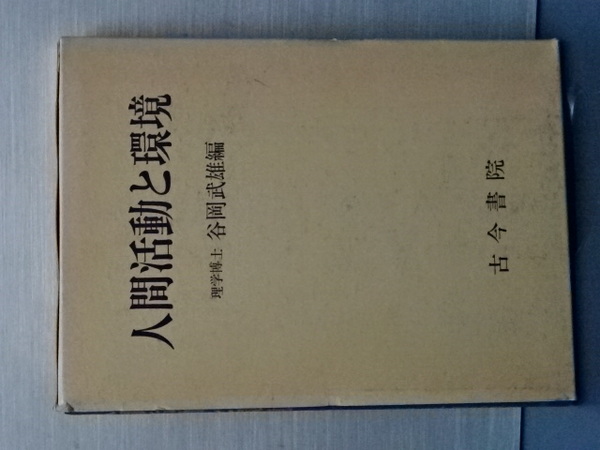 人間活動と環境
理学博士 谷岡武雄編
古今書院